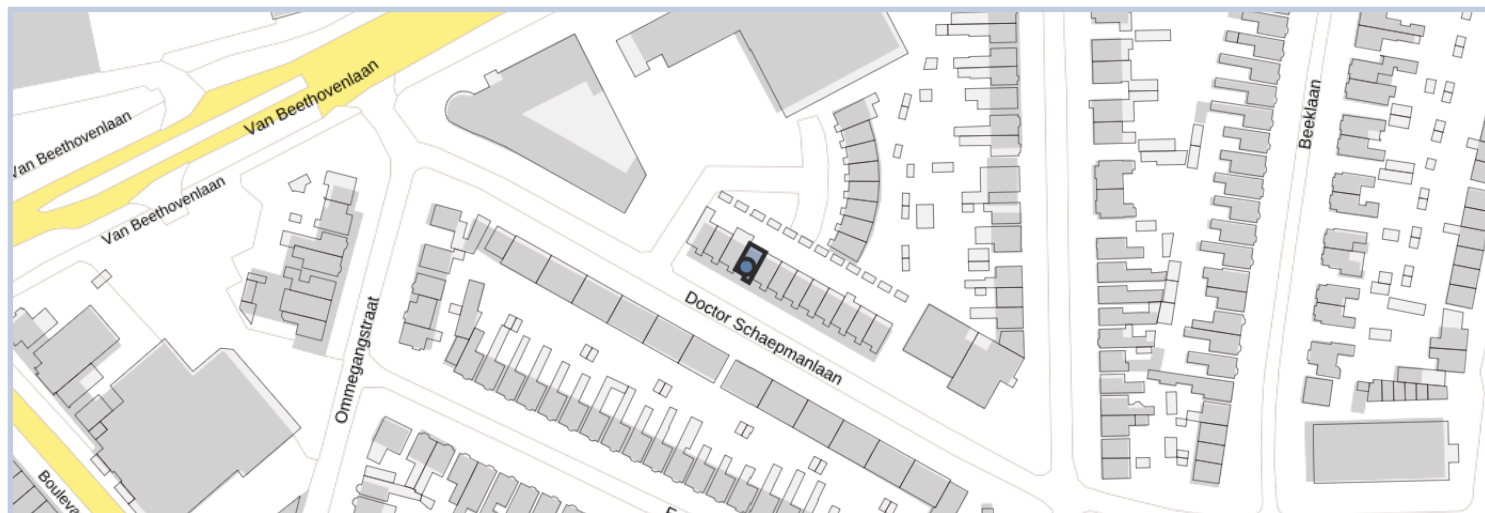 Van Beethovenlaan
Van Beethovenlaan
Van Beethovenlaan
Beeklaan
Doctor Schaepmanlaan
Ommegangstraat